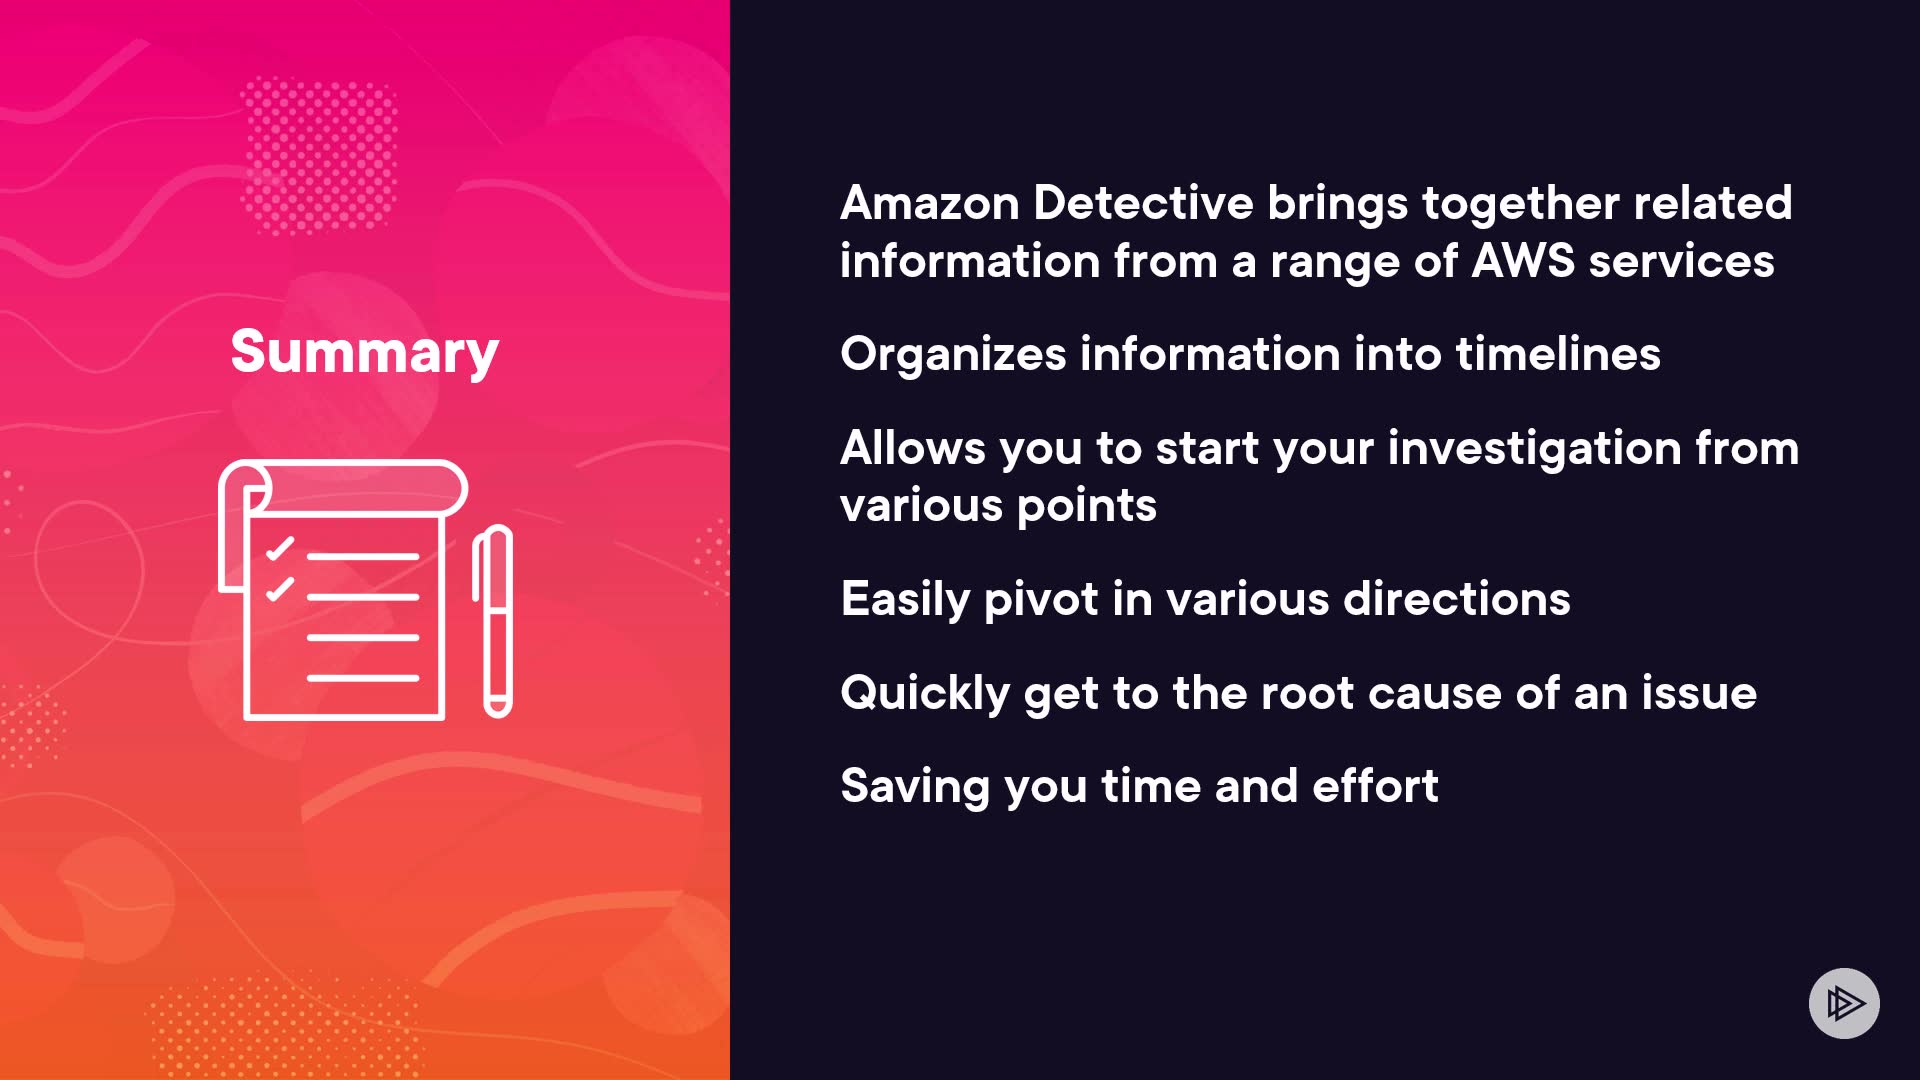 Summary
Amazon Detective brings together related
information from a range of AWS services
Organizes information into timelines
Allows you to start your investigation from
various points
Easily pivot in various directions
Quickly get to the root cause of an issue
Saving you time and effort